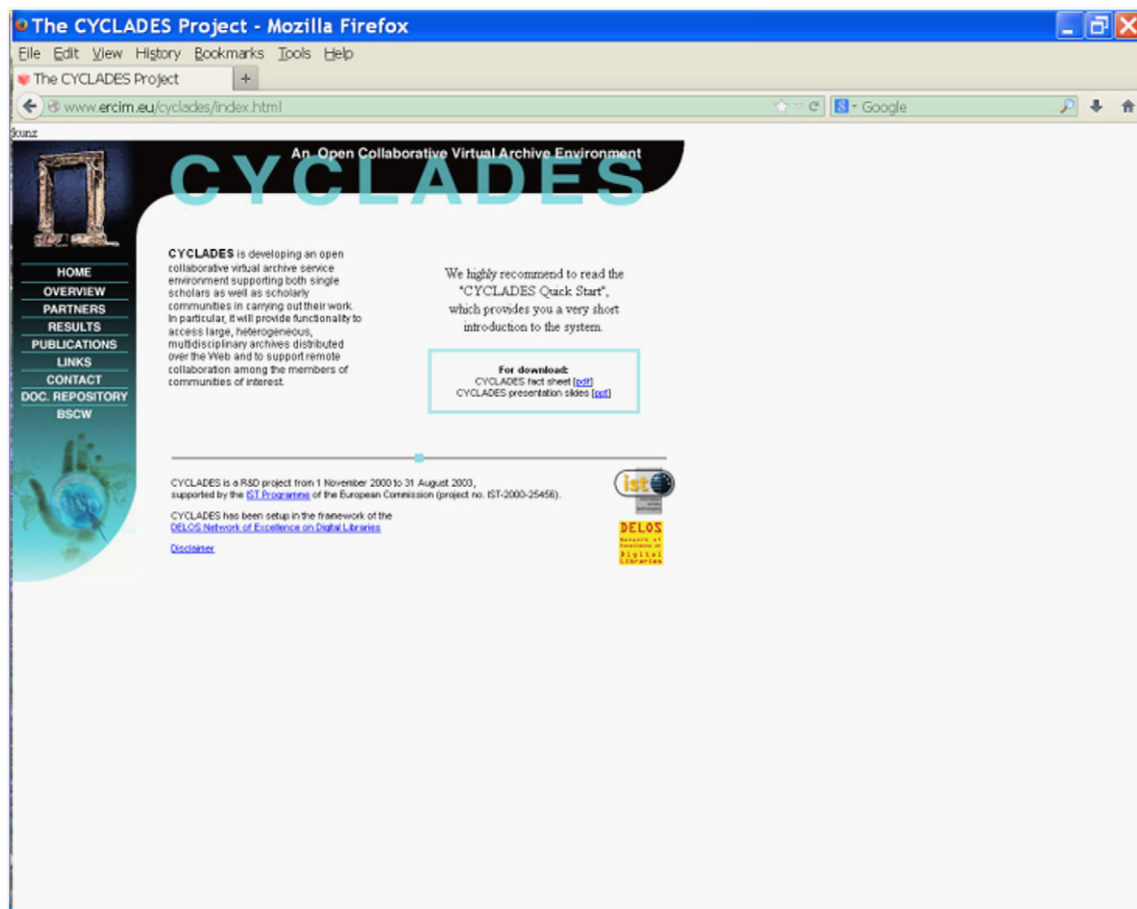 The CYCLADES Project - Mozilla Firefox
File Edit View History Bookmarks Tools Help
The CYCLADES Project +
www.ercim.eu/cyclades/index.html
Google
kunz
An Open Collaborative Virtual Archive Environment
CYCLADES
HOME
OVERVIEW
PARTNERS
RESULTS
PUBLICATIONS
LINKS
CONTACT
DOC. REPOSITORY
BSCW
CYCLADES is developing an open
collaborative virtual archive service
environment supporting both single
scholars as well as scholarly
communities in carrying out their work.
In particular, it will provide functionality to
access large, heterogeneous,
multidisciplinary archives distributed
over the Web and to support remote
collaboration among the members of
communities of interest.
We highly recommend to read the
"CYCLADES Quick Start",
which provides you a very short
introduction to the system.
For download:
CYCLADES fact sheet [pdf]
CYCLADES presentation slides [ppt]
CYCLADES is a R&D project from 1 November 2000 to 31 August 2003,
supported by the IST Programme of the European Commission (project no. IST-2000-25456).
CYCLADES has been setup in the framework of the
DELOS Network of Excellence on Digital Libraries
Disclaimer
ist
DELOS
Network of
Excellence on
Digital
Libraries